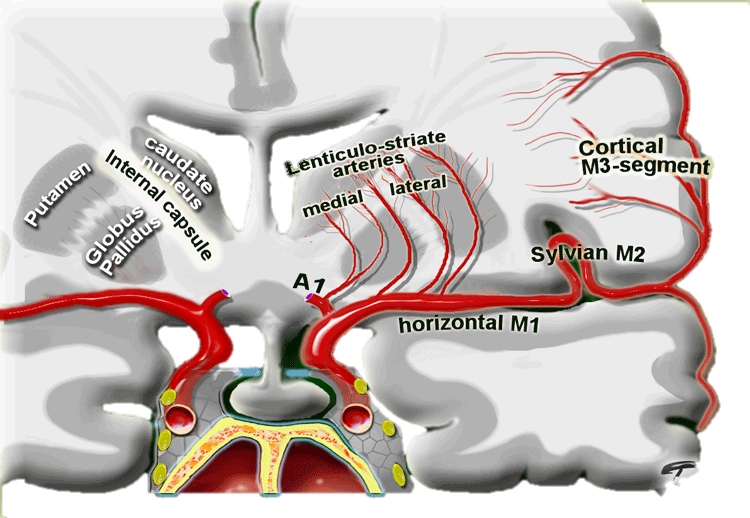 Putamen
Globus
Pallidus
Internal capsule
caudate
nucleus
Lenticulo-striate
arteries
medial
lateral
A1
horizontal M1
Sylvian M2
Cortical
M3-segment